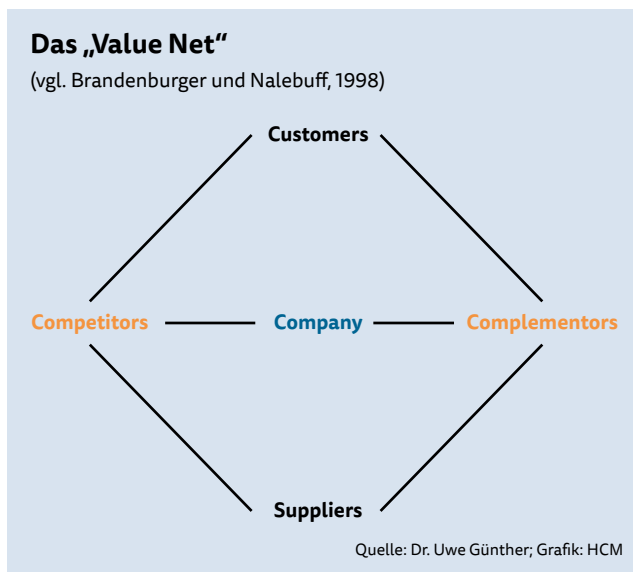 Das „Value Net“
(vgl. Brandenburger und Nalebuff, 1998)
Customers
Competitors Company Complementors
Suppliers
Quelle: Dr. Uwe Günther; Grafik: HCM